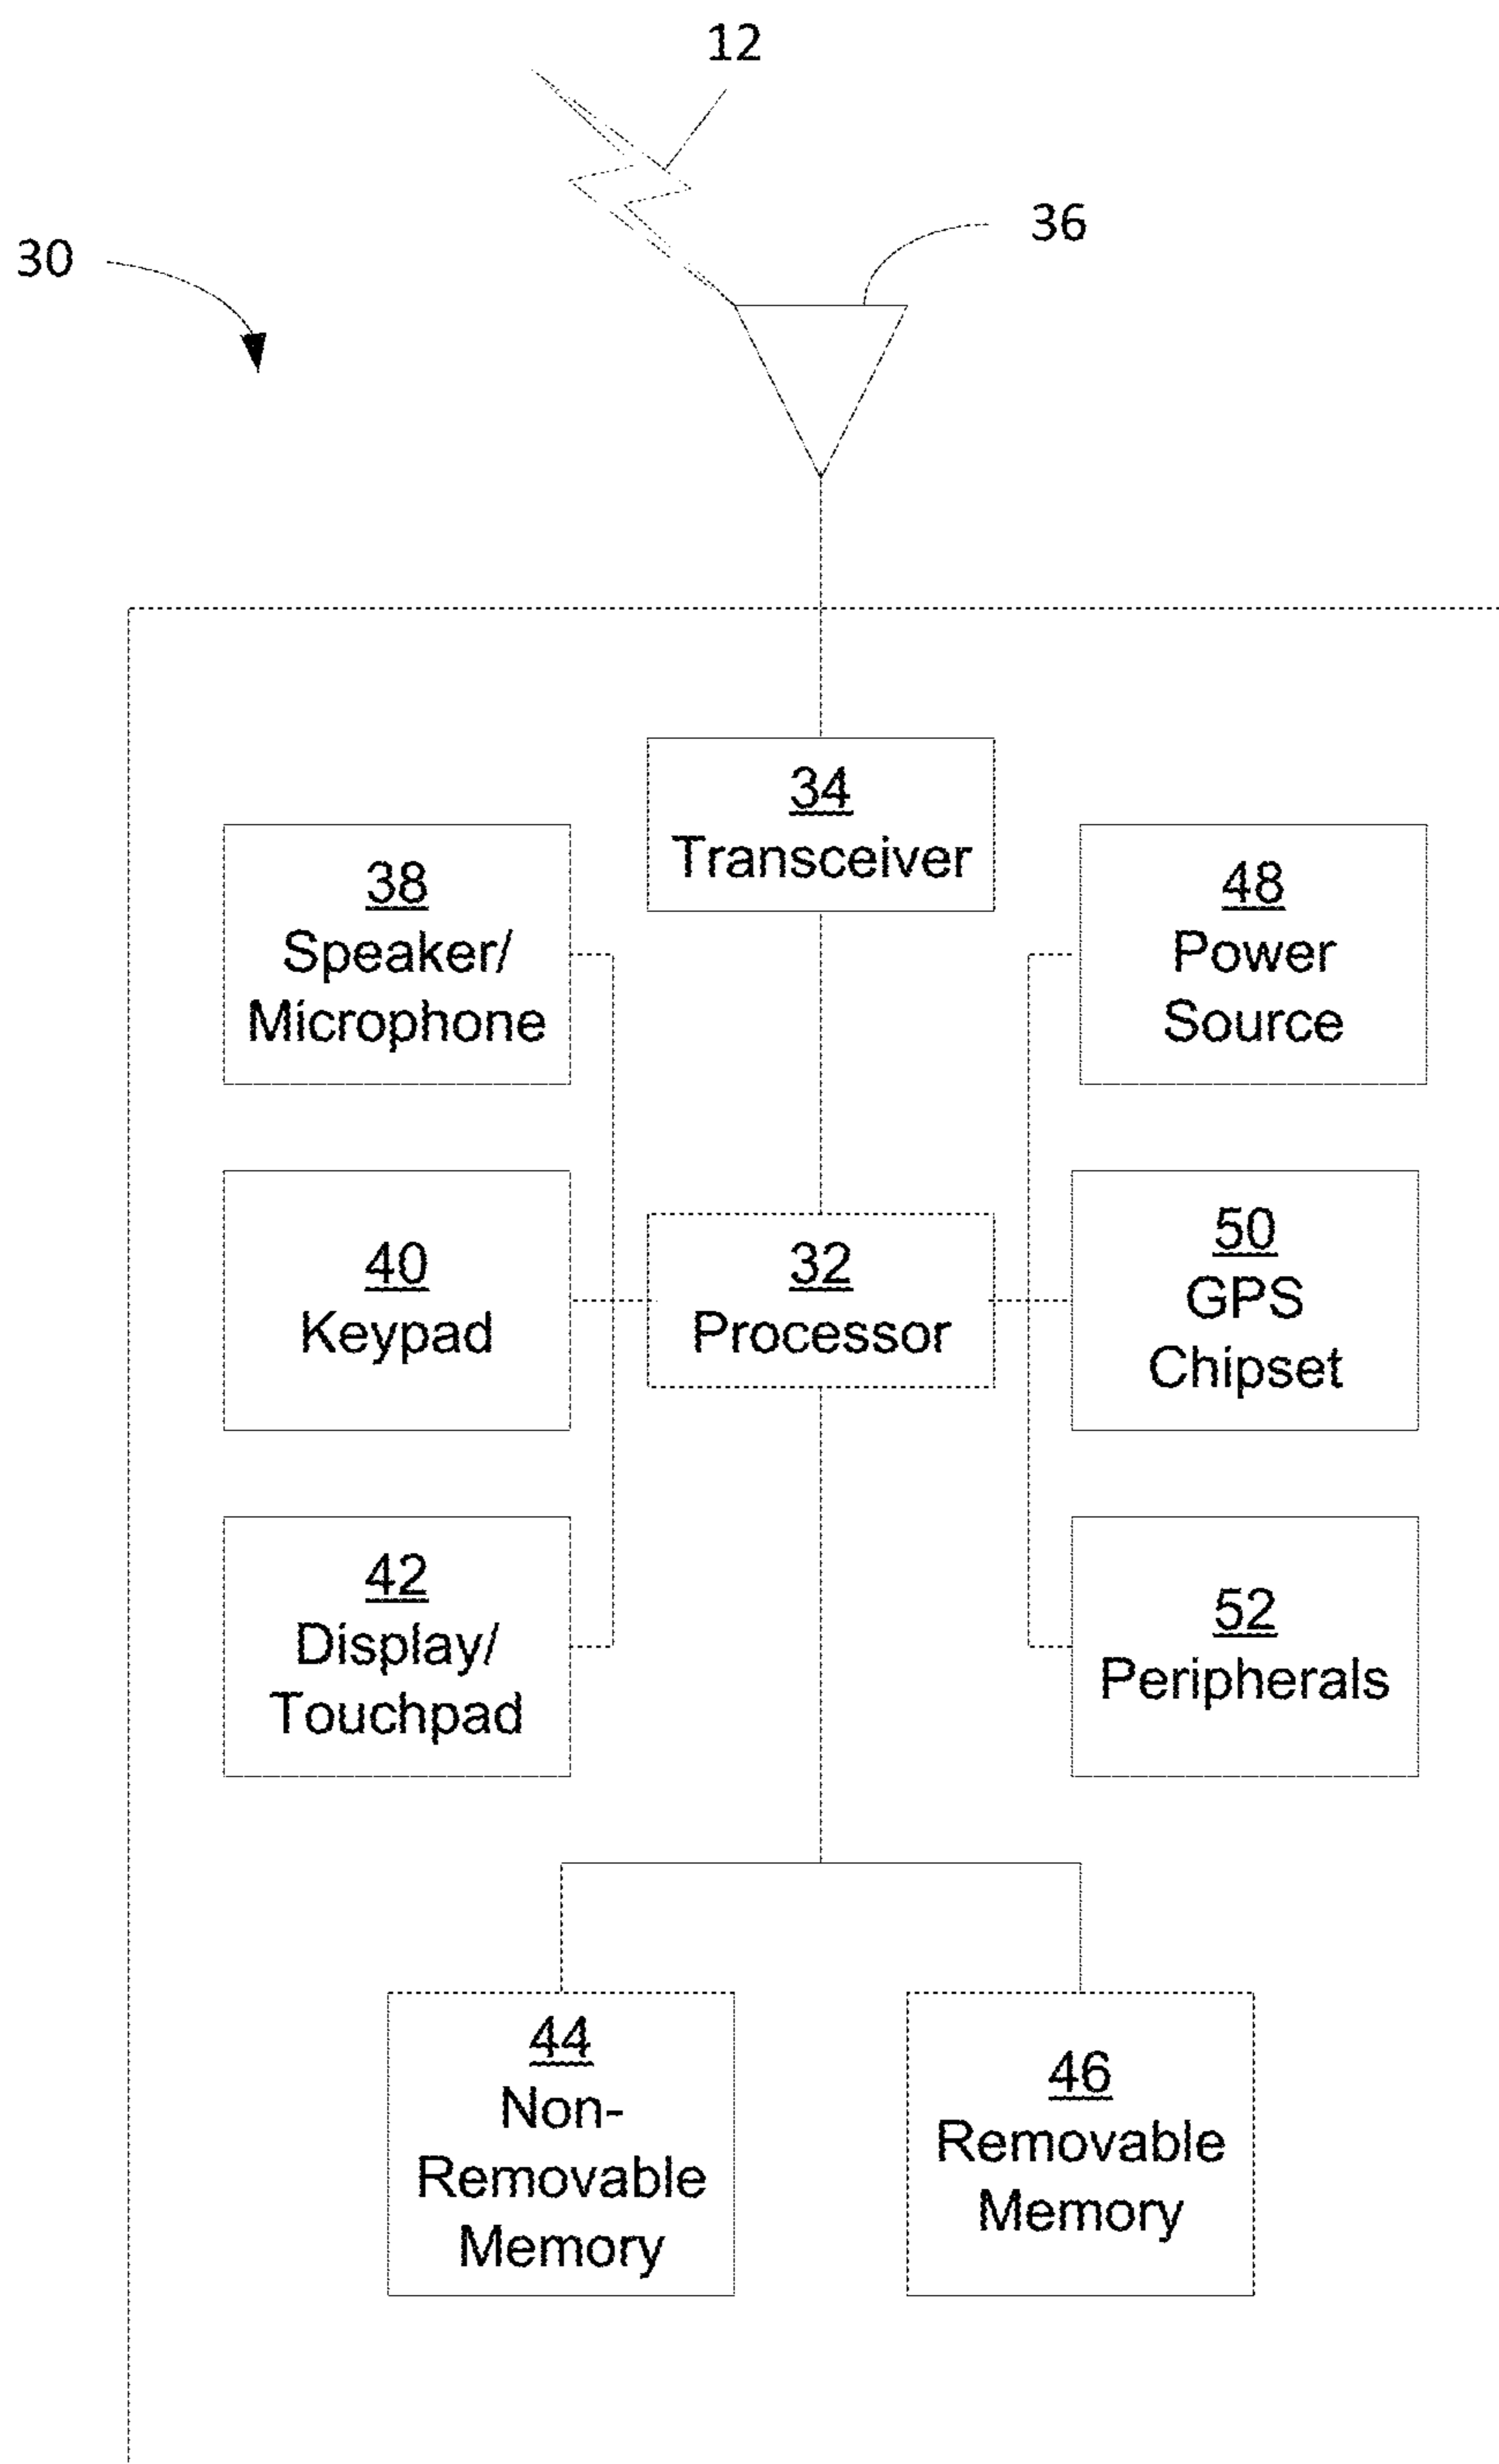 12
36
30
34
Transceiver
38
Speaker/
Microphone
48
Power
Source
40
Keypad
32
Processor
50
GPS
Chipset
42
Display/
Touchpad
52
Peripherals
44
Non-
Removable
Memory
46
Removable
Memory